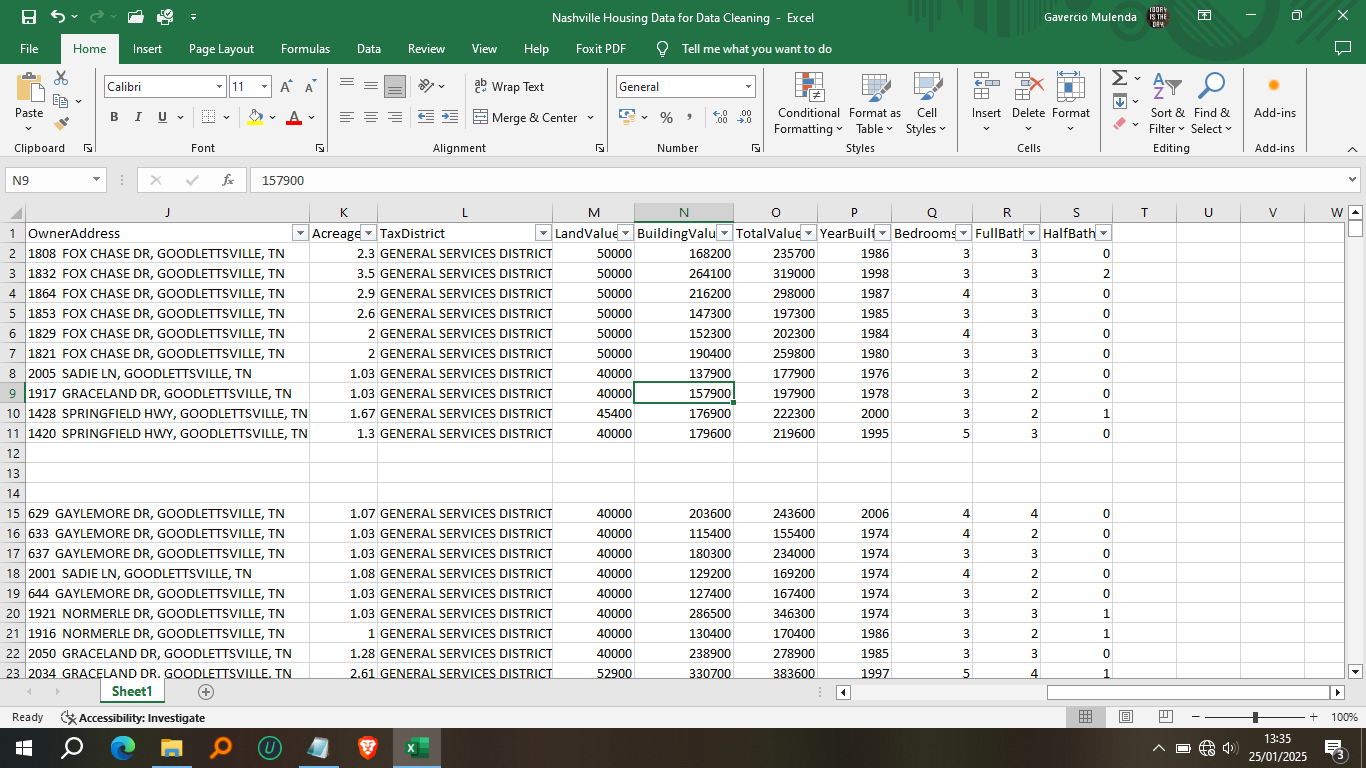 Nashville Housing Data for Data Cleaning - Excel
Gavercio Mulenda
TODAY IS THE DAY.
File Home Insert Page Layout Formulas Data Review View Help Foxit PDF Tell me what you want to do
Paste
Clipboard
Calibri 11
B I U
Font
Wrap Text
Merge & Center
Alignment
General
Number
Conditional Formatting
Format as Table
Cell Styles
Styles
Insert Delete Format
Cells
Sort & Filter
Find & Select
Editing
Add-ins
Add-ins
N9 fx 157900
J K L M N O P Q R S T U V W
1 OwnerAddress Acreage TaxDistrict LandValue BuildingValu TotalValue YearBuilt Bedrooms FullBath HalfBath
2 1808 FOX CHASE DR, GOODLETTSVILLE, TN 2.3 GENERAL SERVICES DISTRICT 50000 168200 235700 1986 3 3 0
3 1832 FOX CHASE DR, GOODLETTSVILLE, TN 3.5 GENERAL SERVICES DISTRICT 50000 264100 319000 1998 3 3 2
4 1864 FOX CHASE DR, GOODLETTSVILLE, TN 2.9 GENERAL SERVICES DISTRICT 50000 216200 298000 1987 4 3 0
5 1853 FOX CHASE DR, GOODLETTSVILLE, TN 2.6 GENERAL SERVICES DISTRICT 50000 147300 197300 1985 3 3 0
6 1829 FOX CHASE DR, GOODLETTSVILLE, TN 2 GENERAL SERVICES DISTRICT 50000 152300 202300 1984 4 3 0
7 1821 FOX CHASE DR, GOODLETTSVILLE, TN 2 GENERAL SERVICES DISTRICT 50000 190400 259800 1980 3 3 0
8 2005 SADIE LN, GOODLETTSVILLE, TN 1.03 GENERAL SERVICES DISTRICT 40000 137900 177900 1976 3 2 0
9 1917 GRACELAND DR, GOODLETTSVILLE, TN 1.03 GENERAL SERVICES DISTRICT 40000 157900 197900 1978 3 2 0
10 1428 SPRINGFIELD HWY, GOODLETTSVILLE, TN 1.67 GENERAL SERVICES DISTRICT 45400 176900 222300 2000 3 2 1
11 1420 SPRINGFIELD HWY, GOODLETTSVILLE, TN 1.3 GENERAL SERVICES DISTRICT 40000 179600 219600 1995 5 3 0
12
13
14
15 629 GAYLEMORE DR, GOODLETTSVILLE, TN 1.07 GENERAL SERVICES DISTRICT 40000 203600 243600 2006 4 4 0
16 633 GAYLEMORE DR, GOODLETTSVILLE, TN 1.03 GENERAL SERVICES DISTRICT 40000 115400 155400 1974 4 2 0
17 637 GAYLEMORE DR, GOODLETTSVILLE, TN 1.03 GENERAL SERVICES DISTRICT 40000 180300 234000 1974 3 3 0
18 2001 SADIE LN, GOODLETTSVILLE, TN 1.08 GENERAL SERVICES DISTRICT 40000 129200 169200 1974 4 2 0
19 644 GAYLEMORE DR, GOODLETTSVILLE, TN 1.03 GENERAL SERVICES DISTRICT 40000 127400 167400 1974 3 2 0
20 1921 NORMERLE DR, GOODLETTSVILLE, TN 1.03 GENERAL SERVICES DISTRICT 40000 286500 346300 1974 3 3 1
21 1916 NORMERLE DR, GOODLETTSVILLE, TN 1 GENERAL SERVICES DISTRICT 40000 130400 170400 1986 3 2 1
22 2050 GRACELAND DR, GOODLETTSVILLE, TN 1.28 GENERAL SERVICES DISTRICT 40000 238900 278900 1985 3 3 0
23 2034 GRACELAND DR, GOODLETTSVILLE, TN 2.61 GENERAL SERVICES DISTRICT 52900 330700 383600 1997 5 4 1
Sheet1
Ready Accessibility: Investigate 100%
13:35
25/01/2025
3